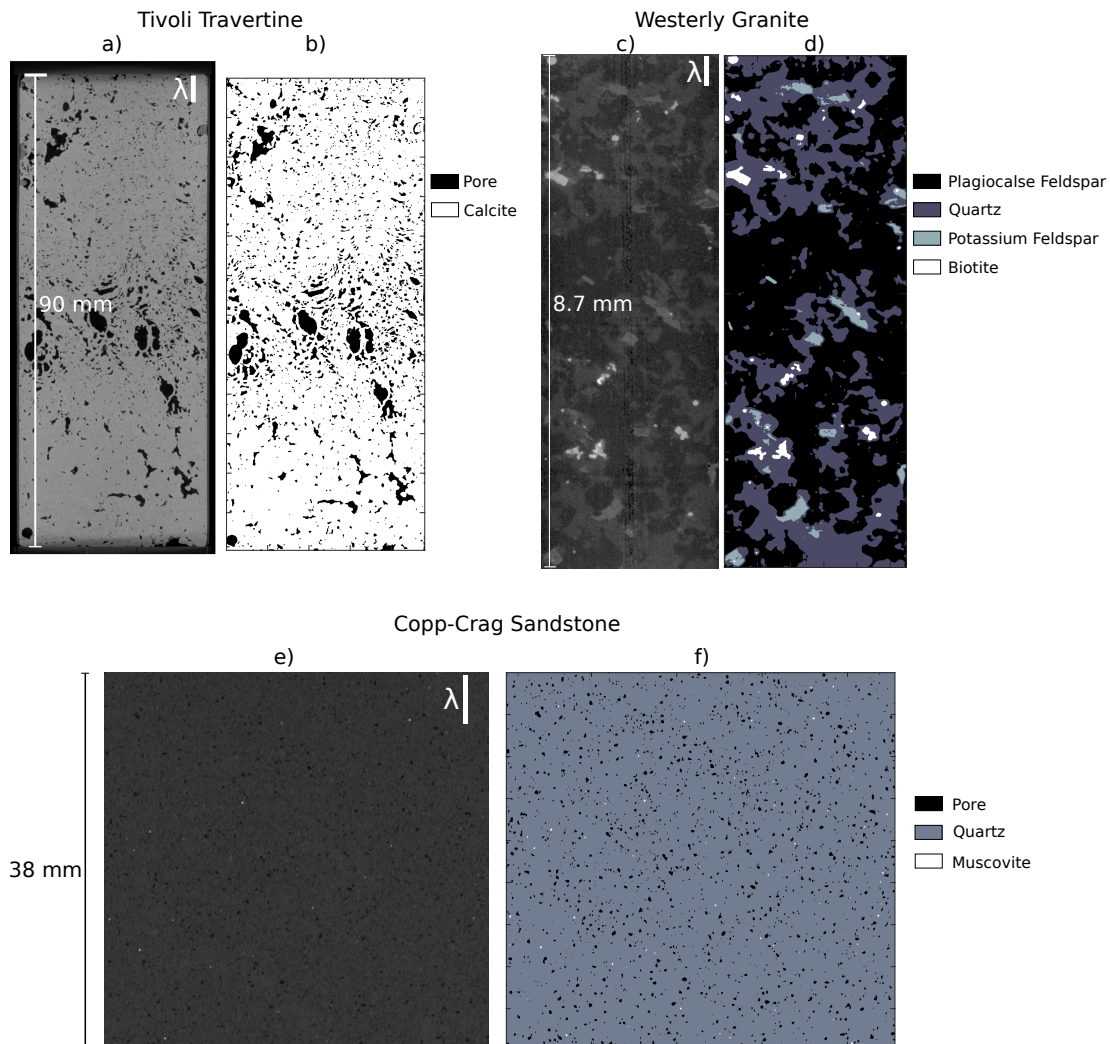 Tivoli Travertine
Westerly Granite
a)
b)
c)
d)
λ
90 mm
Pore
Calcite
λ
8.7 mm
Plagiocalse Feldspar
Quartz
Potassium Feldspar
Biotite
Copp-Crag Sandstone
e)
f)
λ
38 mm
Pore
Quartz
Muscovite